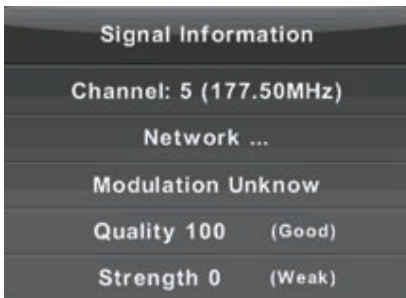 Signal Information
Channel: 5 (177.50MHz)
Network ...
Modulation Unknow
Quality 100 (Good)
Strength 0 (Weak)